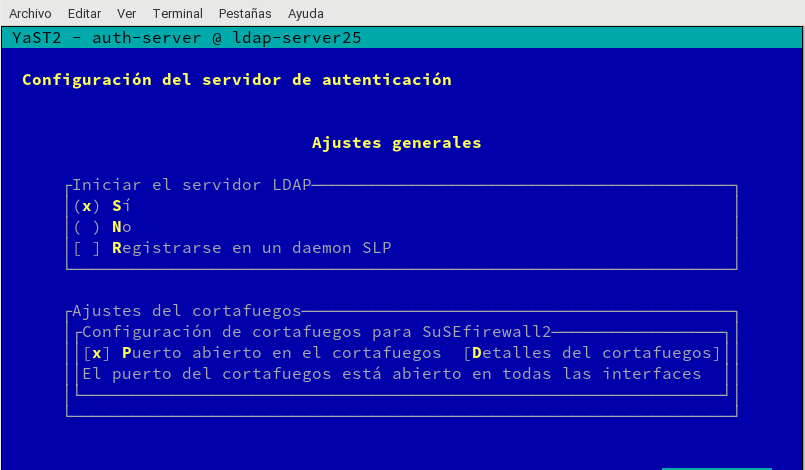 Archivo Editar Ver Terminal Pestañas Ayuda
YaST2 - auth-server @ ldap-server25
Configuración del servidor de autenticación
Ajustes generales
Iniciar el servidor LDAP
(x) Sí
( ) No
[ ] Registrarse en un daemon SLP
Ajustes del cortafuegos
Configuración de cortafuegos para SuSEfirewall2
[x] Puerto abierto en el cortafuegos [Detalles del cortafuegos]
El puerto del cortafuegos está abierto en todas las interfaces